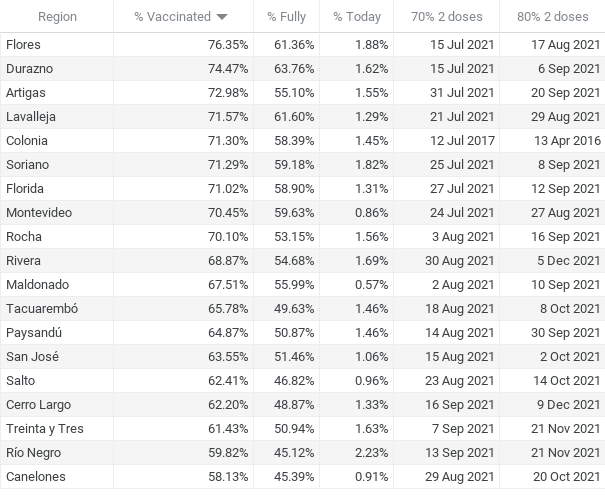 Region % Vaccinated % Fully % Today 70% 2 doses 80% 2 doses
Flores 76.35% 61.36% 1.88% 15 Jul 2021 17 Aug 2021
Durazno 74.47% 63.76% 1.62% 15 Jul 2021 6 Sep 2021
Artigas 72.98% 55.10% 1.55% 31 Jul 2021 20 Sep 2021
Lavalleja 71.57% 61.60% 1.29% 21 Jul 2021 29 Aug 2021
Colonia 71.30% 58.39% 1.45% 12 Jul 2017 13 Apr 2016
Soriano 71.29% 59.18% 1.82% 25 Jul 2021 8 Sep 2021
Florida 71.02% 58.90% 1.31% 27 Jul 2021 12 Sep 2021
Montevideo 70.45% 59.63% 0.86% 24 Jul 2021 27 Aug 2021
Rocha 70.10% 53.15% 1.56% 3 Aug 2021 16 Sep 2021
Rivera 68.87% 54.68% 1.69% 30 Aug 2021 5 Dec 2021
Maldonado 67.51% 55.99% 0.57% 2 Aug 2021 10 Sep 2021
Tacuarembó 65.78% 49.63% 1.46% 18 Aug 2021 8 Oct 2021
Paysandú 64.87% 50.87% 1.46% 14 Aug 2021 30 Sep 2021
San José 63.55% 51.46% 1.06% 15 Aug 2021 2 Oct 2021
Salto 62.41% 46.82% 0.96% 23 Aug 2021 14 Oct 2021
Cerro Largo 62.20% 48.87% 1.33% 16 Sep 2021 9 Dec 2021
Treinta y Tres 61.43% 50.94% 1.63% 7 Sep 2021 21 Nov 2021
Río Negro 59.82% 45.12% 2.23% 13 Sep 2021 21 Nov 2021
Canelones 58.13% 45.39% 0.91% 29 Aug 2021 20 Oct 2021